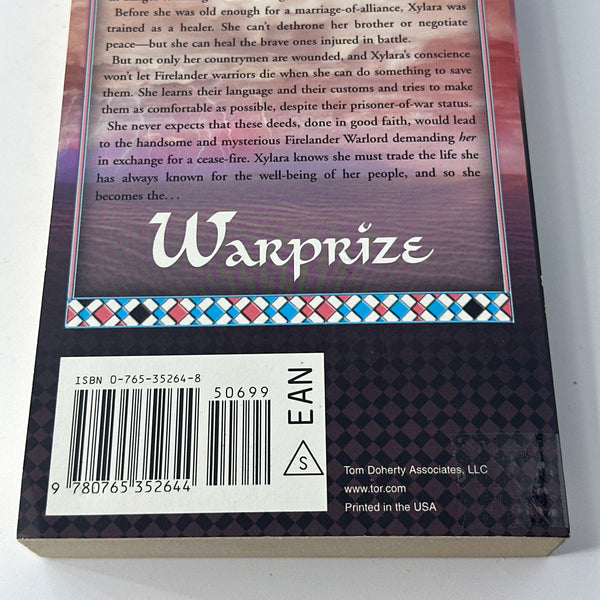 Before she was old enough for a marriage-of-alliance, Xylara was
trained as a healer. She can't dethrone her brother or negotiate
peace—but she can heal the brave ones injured in battle.
But not only her countrymen are wounded, and Xylara's conscience
won't let Firelander warriors die when she can do something to save
them. She learns their language and their customs and tries to make
them as comfortable as possible, despite their prisoner-of-war status.
She never expects that these deeds, done in good faith, would lead
to the handsome and mysterious Firelander Warlord demanding her
in exchange for a cease-fire. Xylara knows she must trade the life she
has always known for the well-being of her people, and so she
becomes the. . .
Warprize
ISBN 0-765-35264-8
50699
EAN
S
9 780765 352644
Tom Doherty Associates, LLC
www.tor.com
Printed in the USA